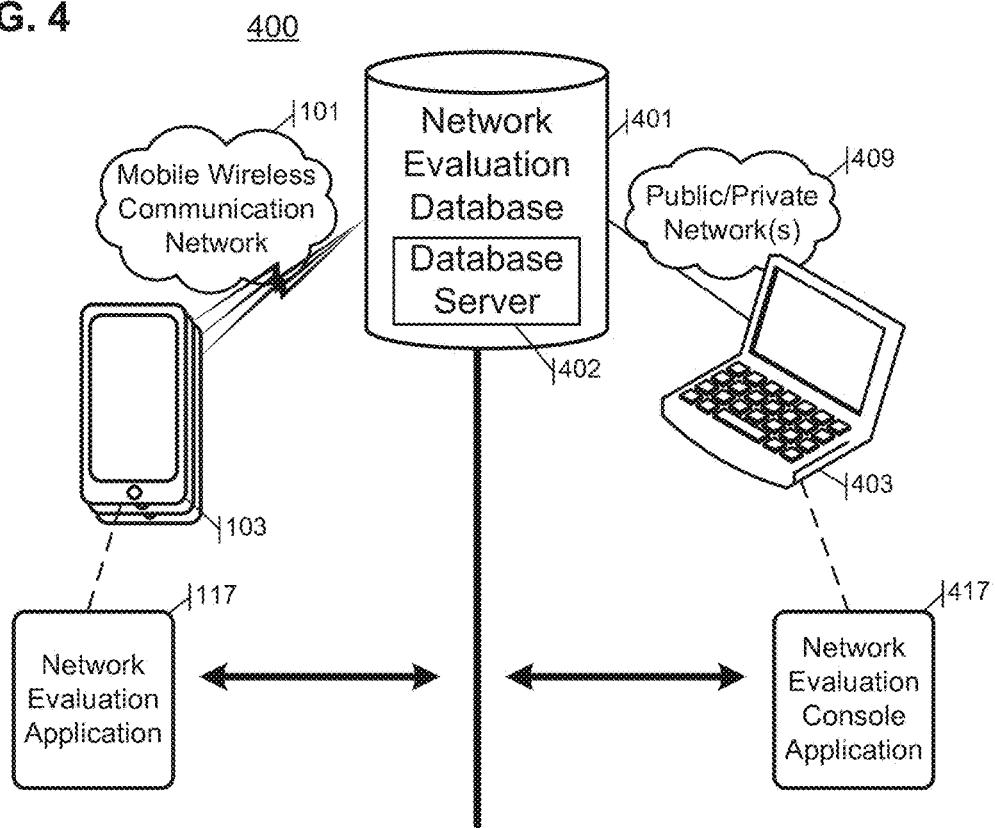 G. 4
400
101
Mobile Wireless
Communication
Network
Network
Evaluation
Database
401
Database
Server
402
409
Public/Private
Network(s)
103
403
117
Network
Evaluation
Application
417
Network
Evaluation
Console
Application